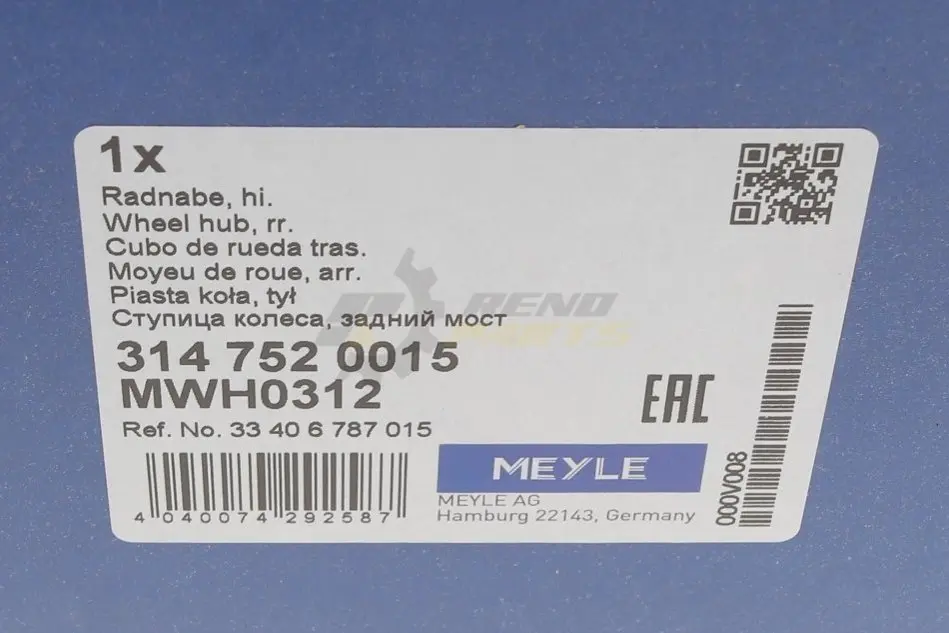 1x
Radnabe, hi.
Wheel hub, rr.
Cubo de rueda tras.
Moyeu de roue, arr.
Piasta koła, tył
Ступица колеса, задний мост
RENO
PARTS
314 752 0015
MWH0312
Ref. No. 33 40 6 787 015
EAC
MEYLE
MEYLE AG
Hamburg 22143, Germany
4 040074 292587
000V008